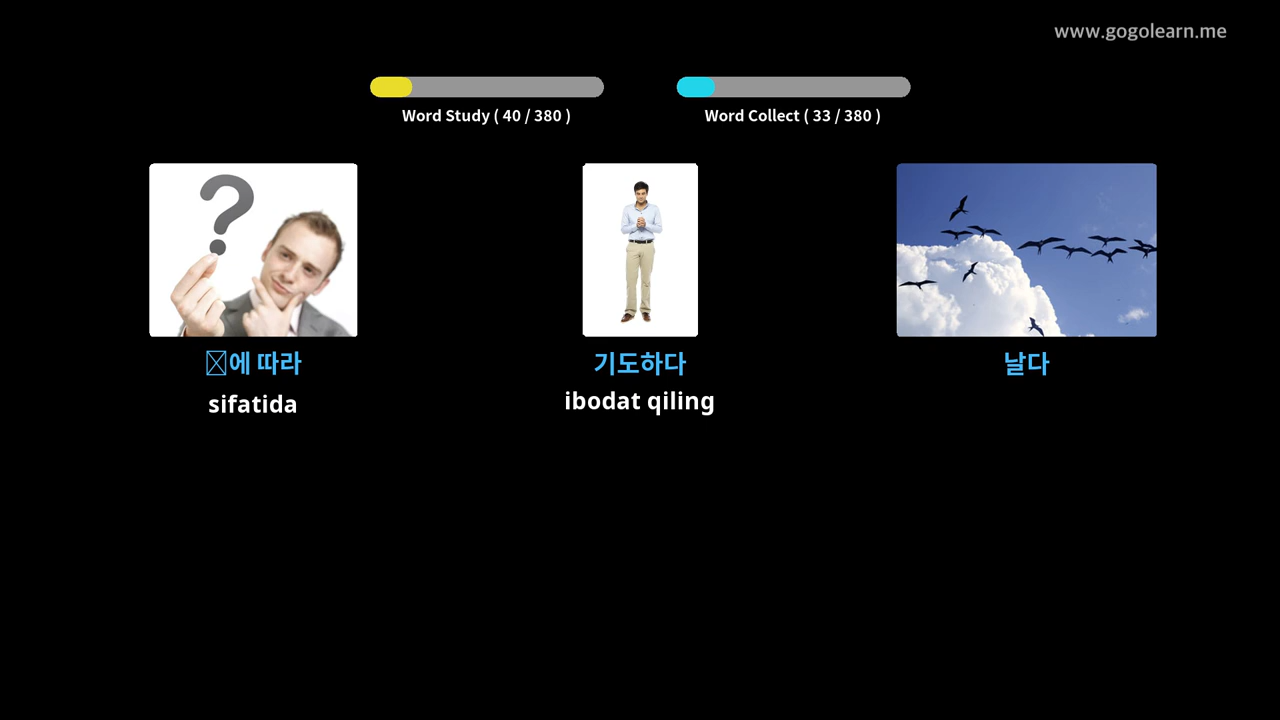 www.gogolearn.me
Word Study ( 40 / 380 )
Word Collect ( 33 / 380 )
에 따라
기도하다
날다
sifatida
ibodat qiling